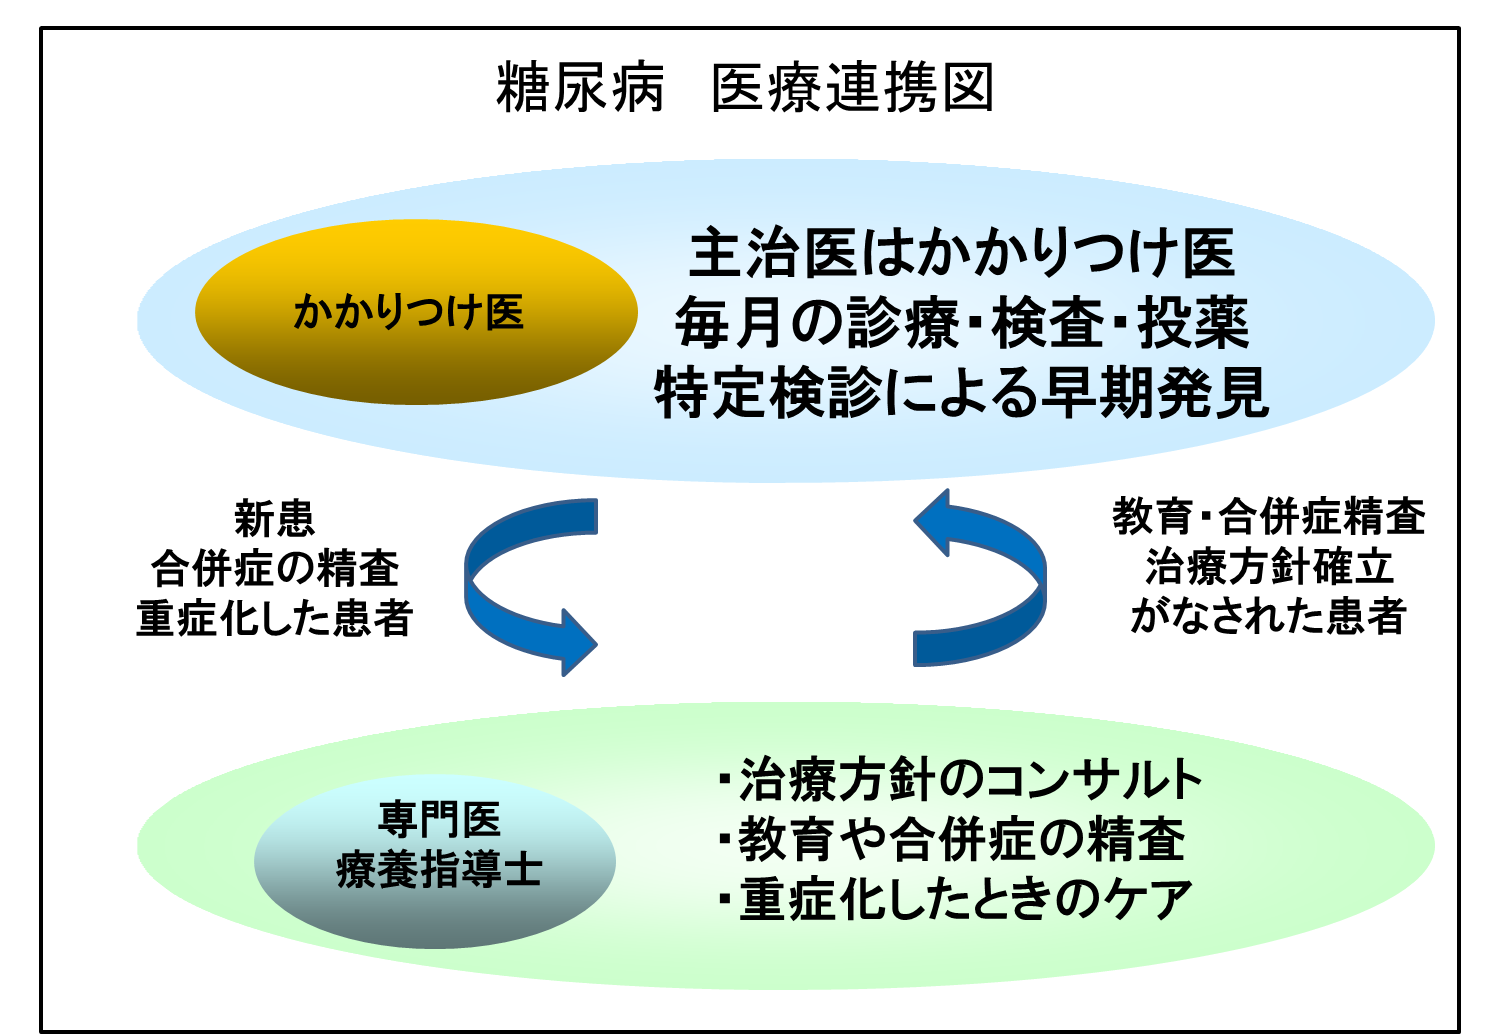 糖尿病　医療連携図
かかりつけ医
主治医はかかりつけ医
毎月の診療・検査・投薬
特定検診による早期発見
新患
合併症の精査
重症化した患者
教育・合併症精査
治療方針確立
がなされた患者
専門医
療養指導士
・治療方針のコンサルト
・教育や合併症の精査
・重症化したときのケア